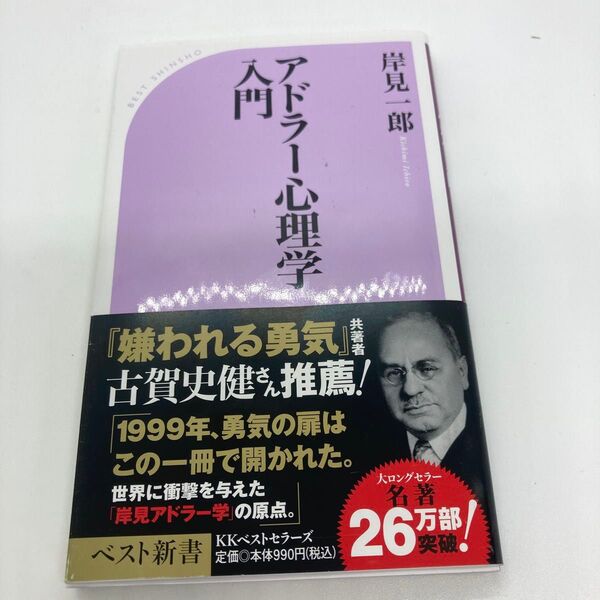 BEST SHINSHO
アドラー心理学
入門
岸見一郎
Kishimi Ichiro
『嫌われる勇気』共著者
古賀史健さん推薦!
「1999年、勇気の扉は
この一冊で開かれた。
世界に衝撃を与えた
「岸見アドラー学」の原点。」
大ロングセラー
名著
26万部
突破!
ベスト新書
KKベストセラーズ
定価◎本体990円(税込)